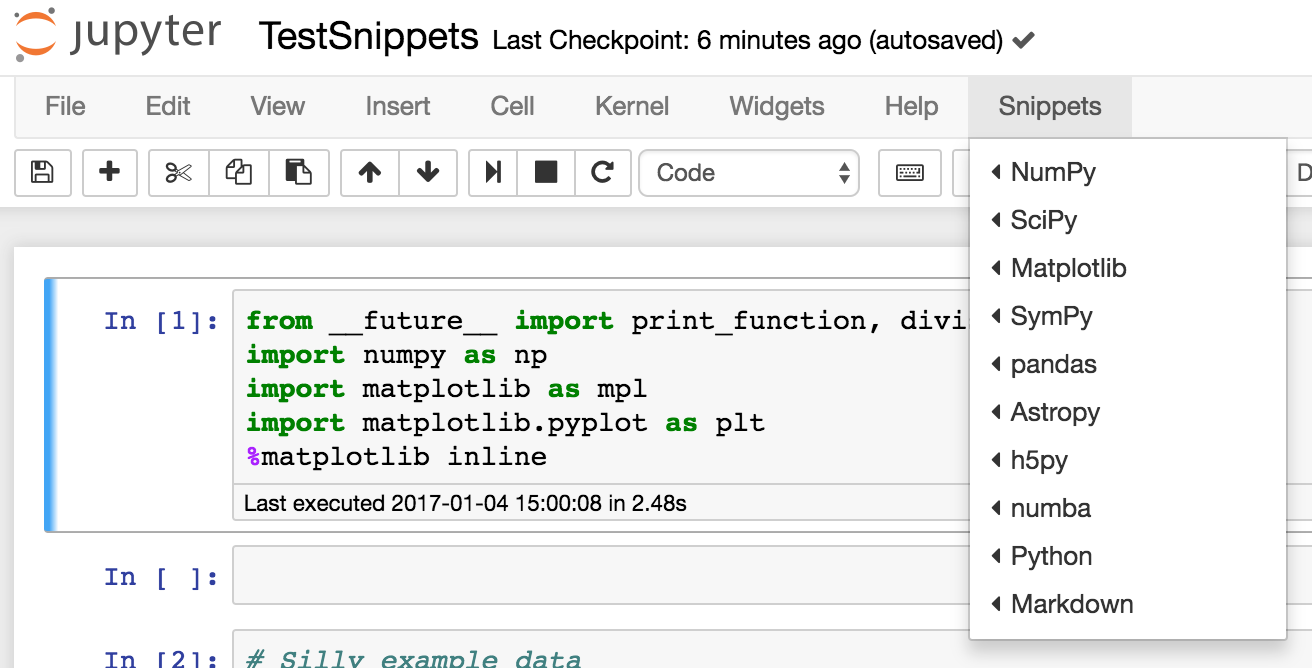 jupyter TestSnippets Last Checkpoint: 6 minutes ago (autosaved)
File Edit View Insert Cell Kernel Widgets Help Snippets
Code
NumPy
SciPy
Matplotlib
SymPy
pandas
Astropy
h5py
numba
Python
Markdown
In [1]: from __future__ import print_function,
import numpy as np
import matplotlib as mpl
import matplotlib.pyplot as plt
%matplotlib inline
Last executed 2017-01-04 15:00:08 in 2.48s
In [ ]:
In [2]: # Silly example data